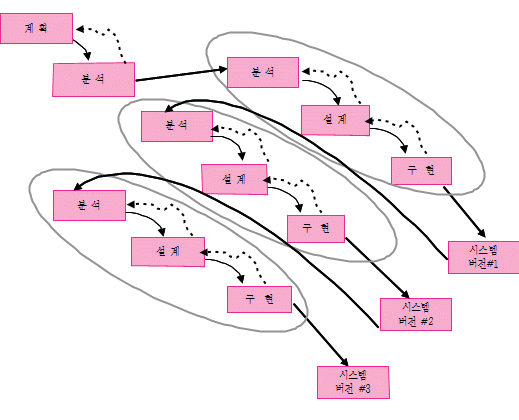 계 획
분 석
분 석
설 계
구 현
시스템
버전#1
분 석
설 계
구 현
시스템
버전 #2
분 석
설 계
구 현
시스템
버전 #3